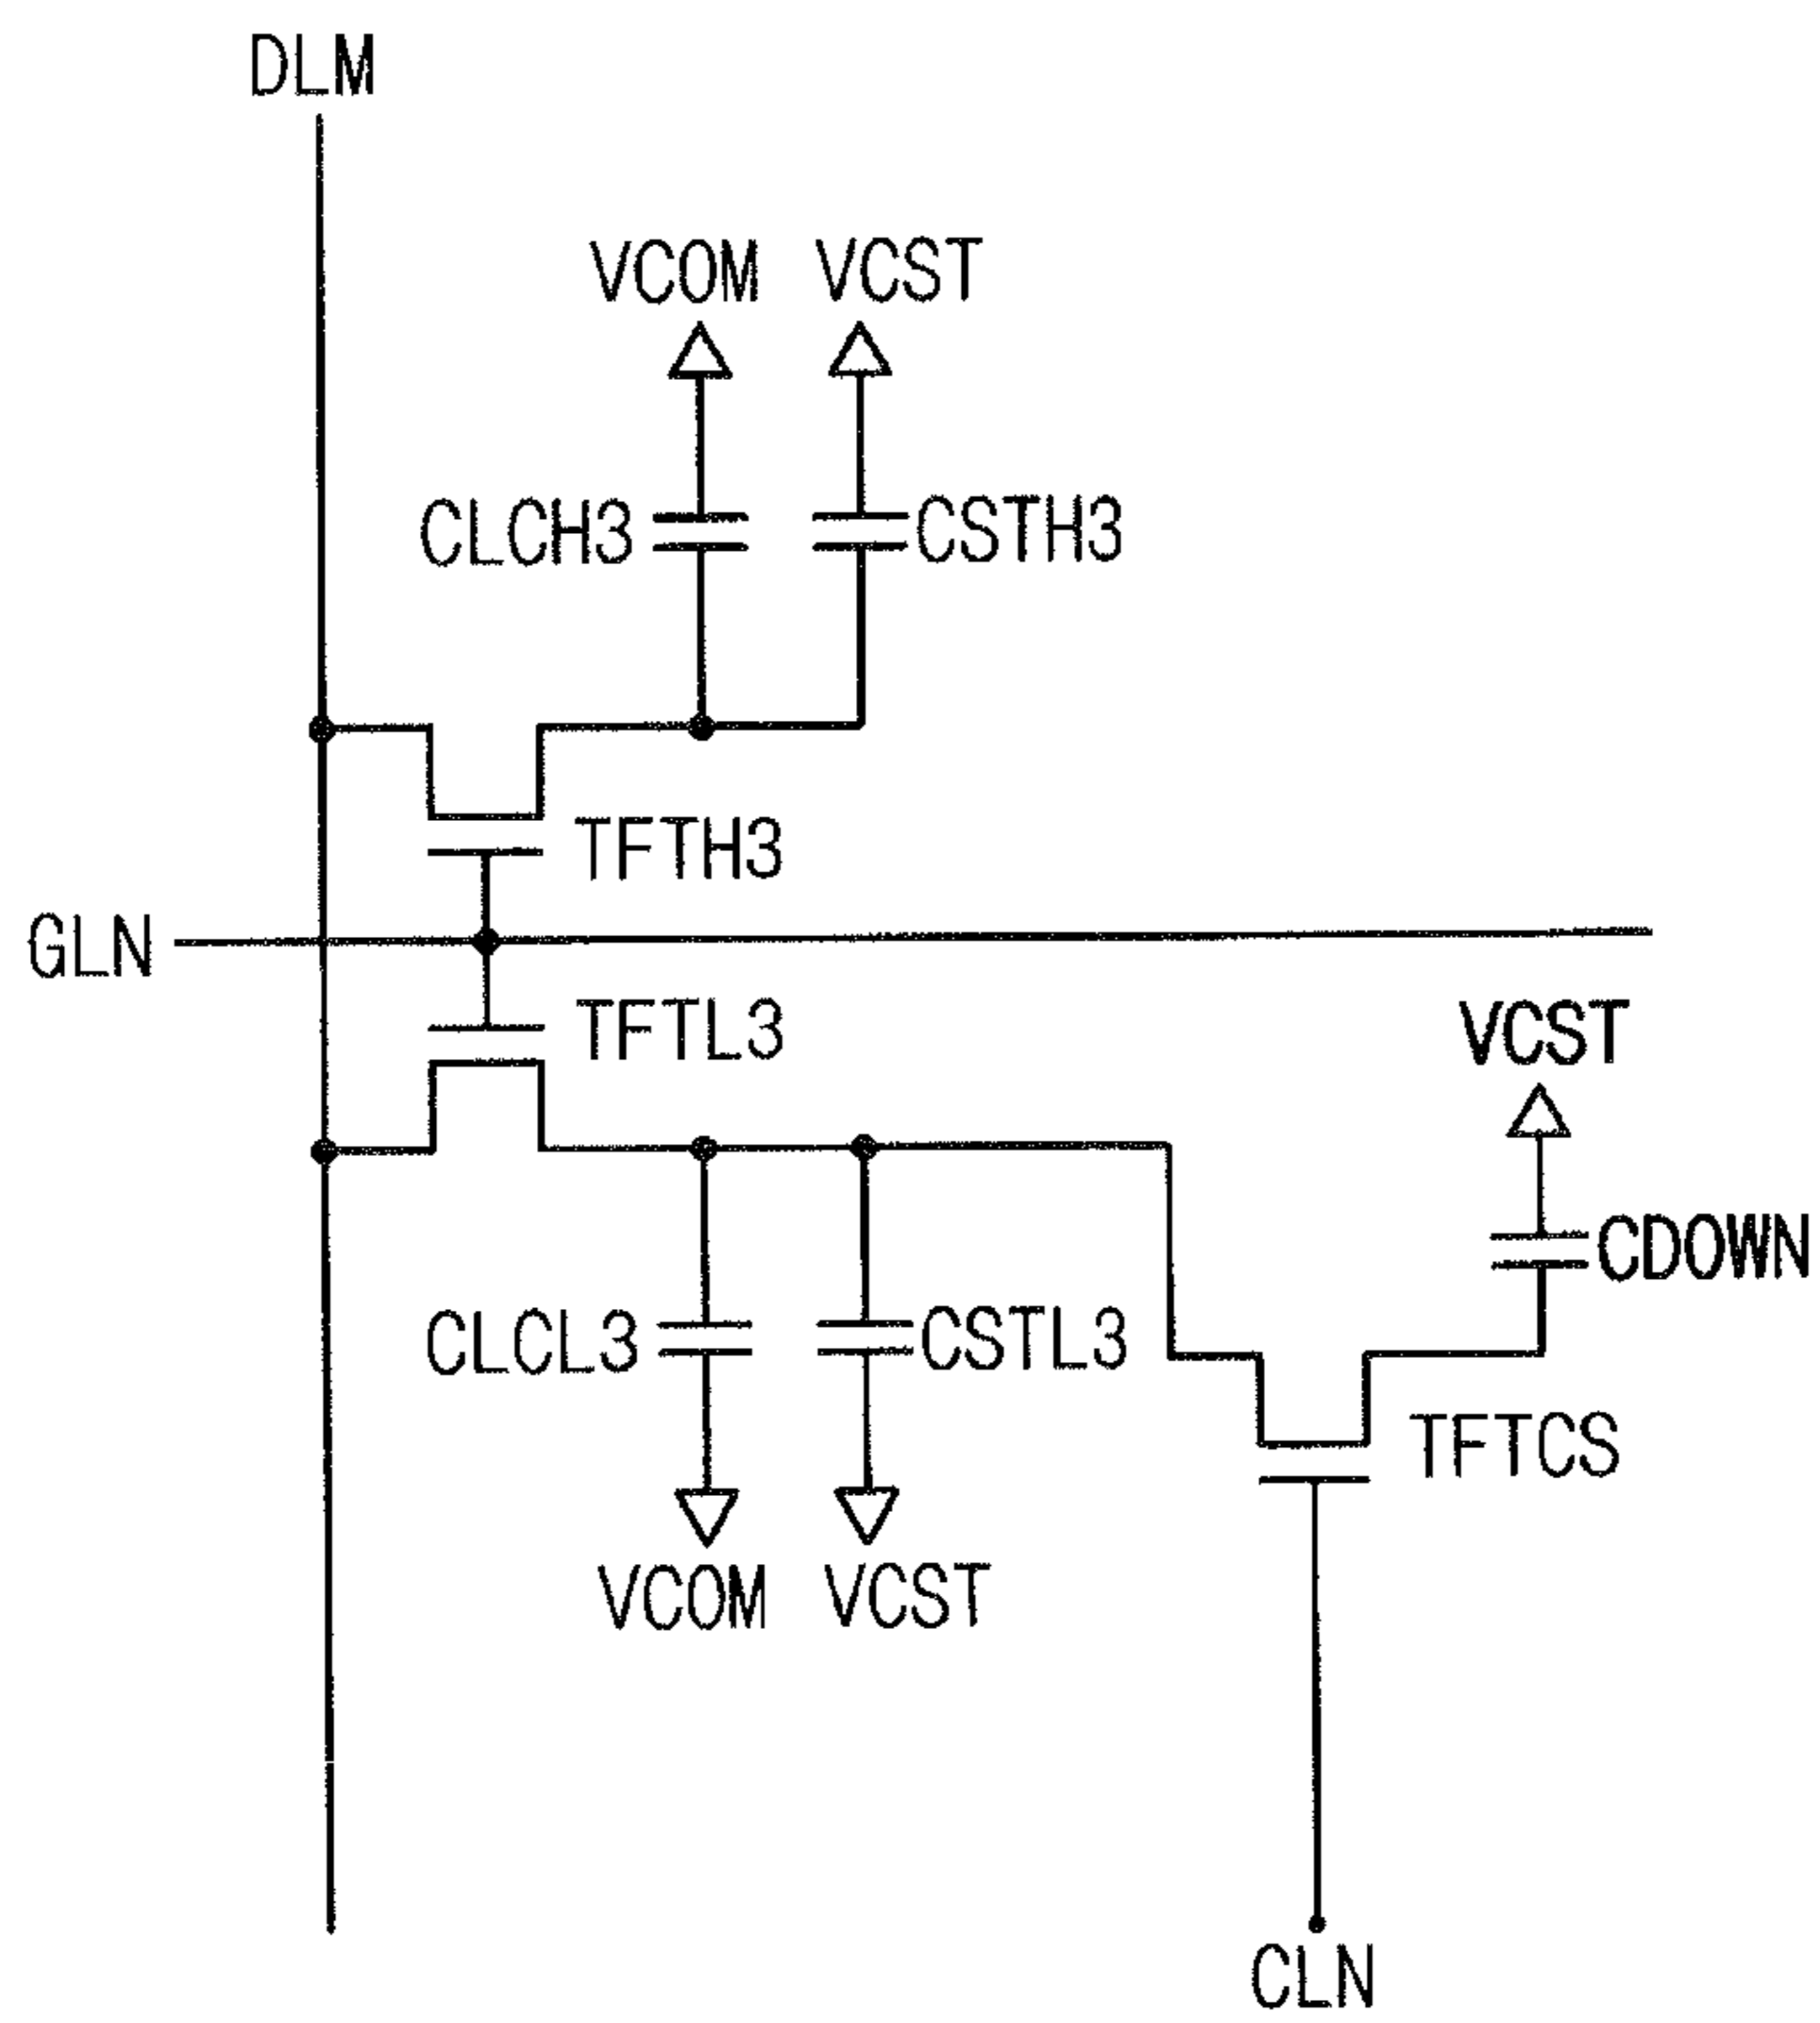 DLM
VCOM VCST
CLCH3 CSTH3
TFTH3
GLN
TFTL3
VCST
CDOWN
CLCL3 CSTL3
TFTCS
VCOM VCST
CLN